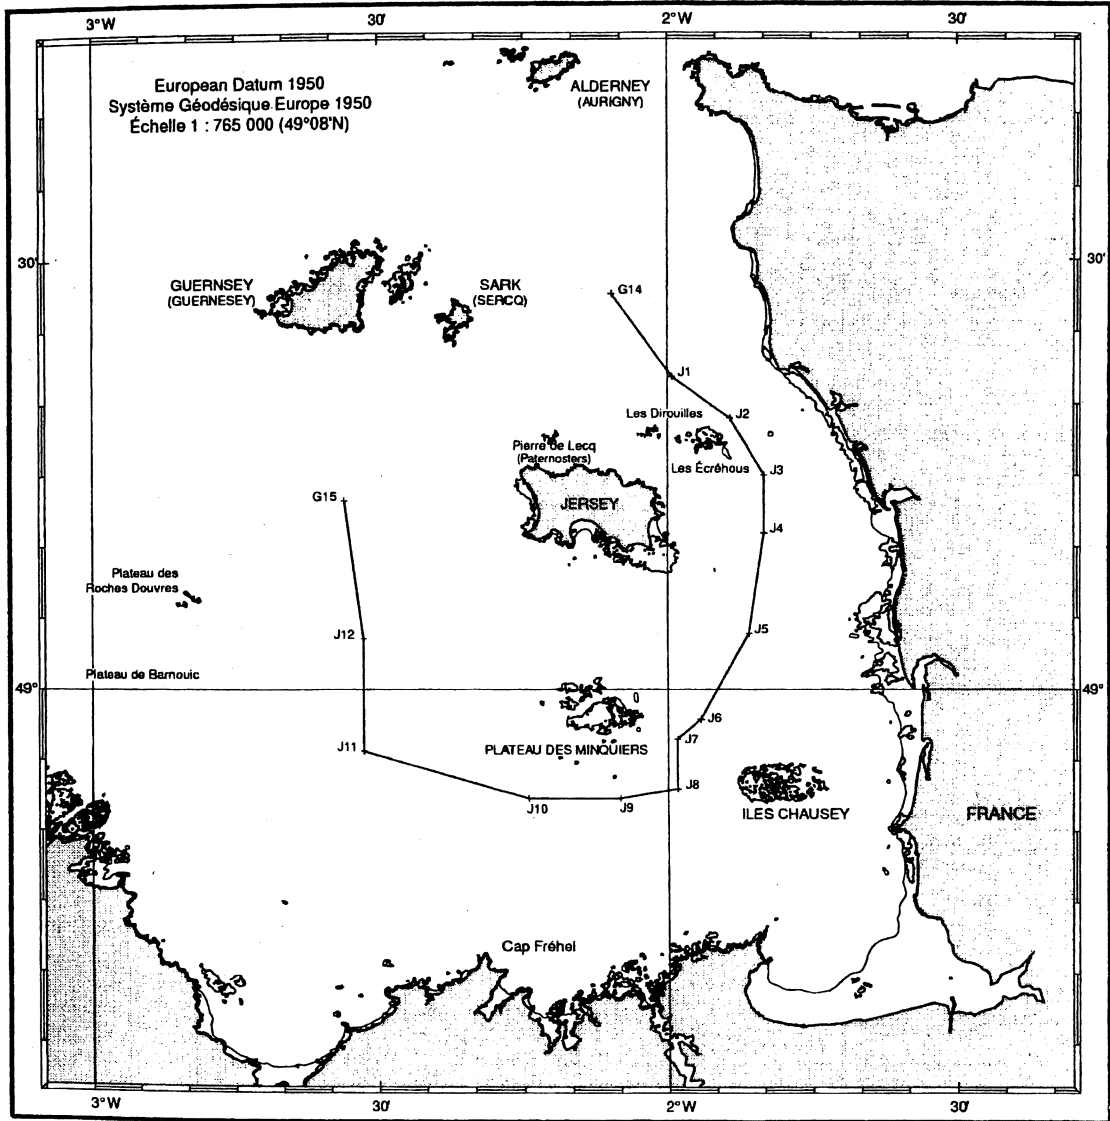 3°W
30'
2°W
30'
European Datum 1950
Système Géodésique Europe 1950
Échelle 1 : 765 000 (49°08'N)
ALDERNEY
(AURIGNY)
30'
30'
GUERNSEY
(GUERNESEY)
SARK
(SERCQ)
G14
J1
Les Dirouilles
J2
Pierre de Lecq
(Paternosters)
Les Écréhous
J3
G15
JERSEY
J4
Plateau des
Roches Douvres
J12
J5
Plateau de Barnouic
49°
49°
J6
J7
J11
PLATEAU DES MINQUIERS
J8
J10
J9
ILES CHAUSEY
FRANCE
Cap Fréhel
3°W
30'
2°W
30'